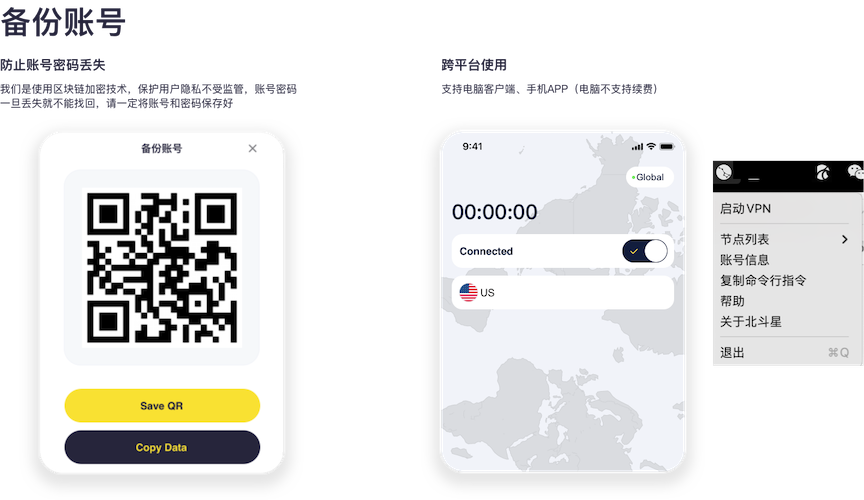 备份账号
防止账号密码丢失
我们是使用区块链加密技术，保护用户隐私不受监管，账号密码
一旦丢失就不能找回，请一定将账号和密码保存好
备份账号
Save QR
Copy Data
跨平台使用
支持电脑客户端、手机APP（电脑不支持续费）
9:41
Global
00:00:00
Connected
US
启动VPN
节点列表
账号信息
复制命令行指令
帮助
关于北斗星
退出 ⌘Q